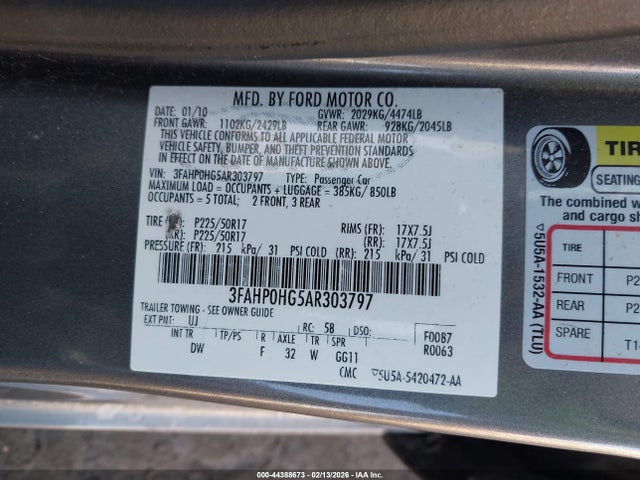 MFD. BY FORD MOTOR CO.
DATE: 01/10 GVWR: 2029KG/4474LB
FRONT GAWR: 1102KG/2429LB REAR GAWR: 928KG/2045LB
THIS VEHICLE CONFORMS TO ALL APPLICABLE FEDERAL MOTOR
VEHICLE SAFETY, BUMPER, AND THEFT PREVENTION STANDARDS
IN EFFECT ON THE DATE OF MANUFACTURE SHOWN ABOVE.
VIN: 3FAHP0HG5AR303797 TYPE: Passenger Car
MAXIMUM LOAD = OCCUPANTS + LUGGAGE = 385KG/ 850LB
OCCUPANTS = 5 TOTAL; 2 FRONT, 3 REAR
TIRE P225/50R17 RIMS (FR): 17X7.5J
P225/50R17 (RR): 17X7.5J
PRESSURE (FR): 215 kPa/ 31 PSI COLD (RR): 215 kPa/ 31 PSI COLD
3FAHP0HG5AR303797
TRAILER TOWING - SEE OWNER GUIDE
EXT PNT: UJ RC: 58 DSO: F0087
INT TR TP/PS R AXLE TR SPR R0063
DW F 32 W GG11
CMC 5U5A-5420472-AA
TIRE
SEATING
The combined w
and cargo sh
TIRE
FRONT P2
REAR P2
SPARE T1
5U5A-1532-AA (TLU)
000-44388673 - 02/13/2026 - IAA Inc.